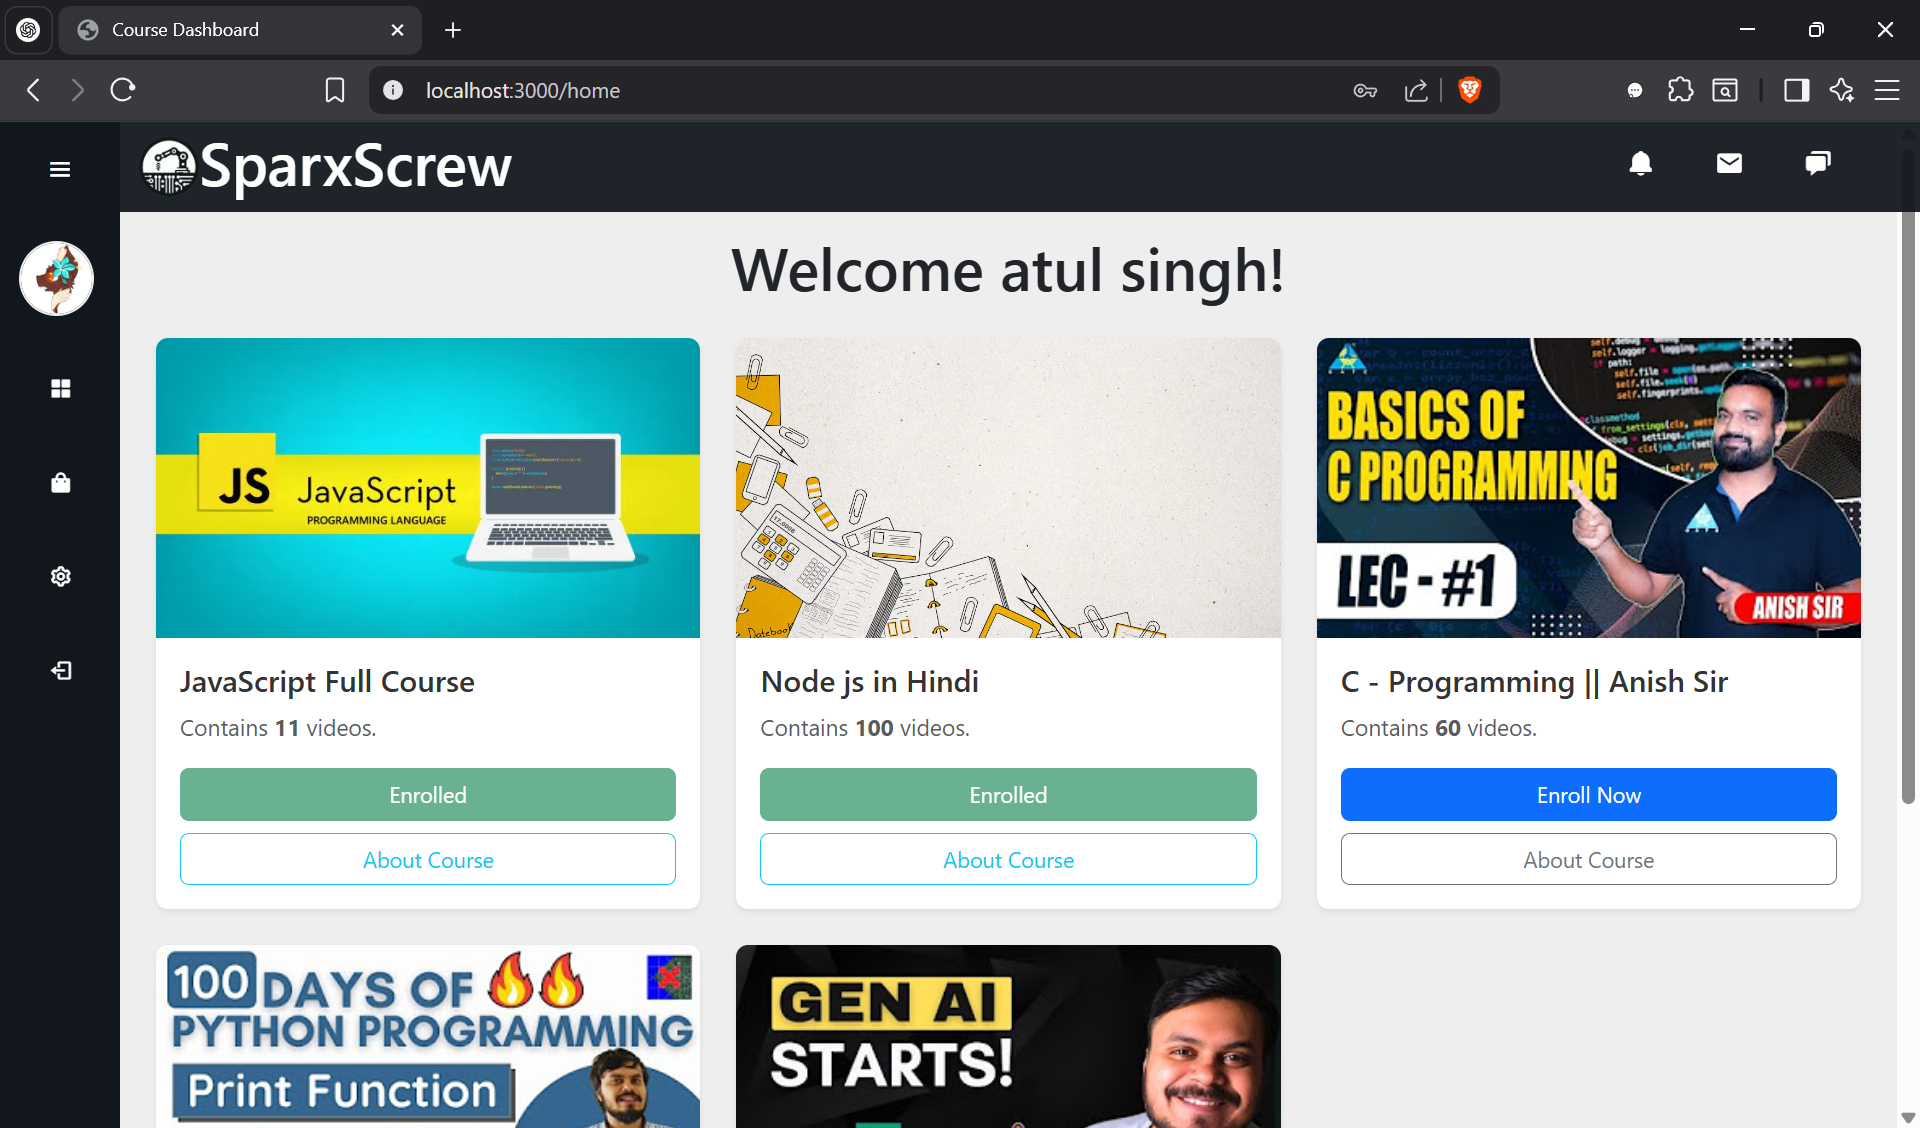 Course Dashboard
localhost:3000/home
SparxScrew
Welcome atul singh!
JS JavaScript
PROGRAMMING LANGUAGE
BASICS OF
C PROGRAMMING
LEC - #1
ANISH SIR
JavaScript Full Course
Contains 11 videos.
Enrolled
About Course
Node js in Hindi
Contains 100 videos.
Enrolled
About Course
C - Programming || Anish Sir
Contains 60 videos.
Enroll Now
About Course
100 DAYS OF
PYTHON PROGRAMMING
Print Function
GEN AI
STARTS!